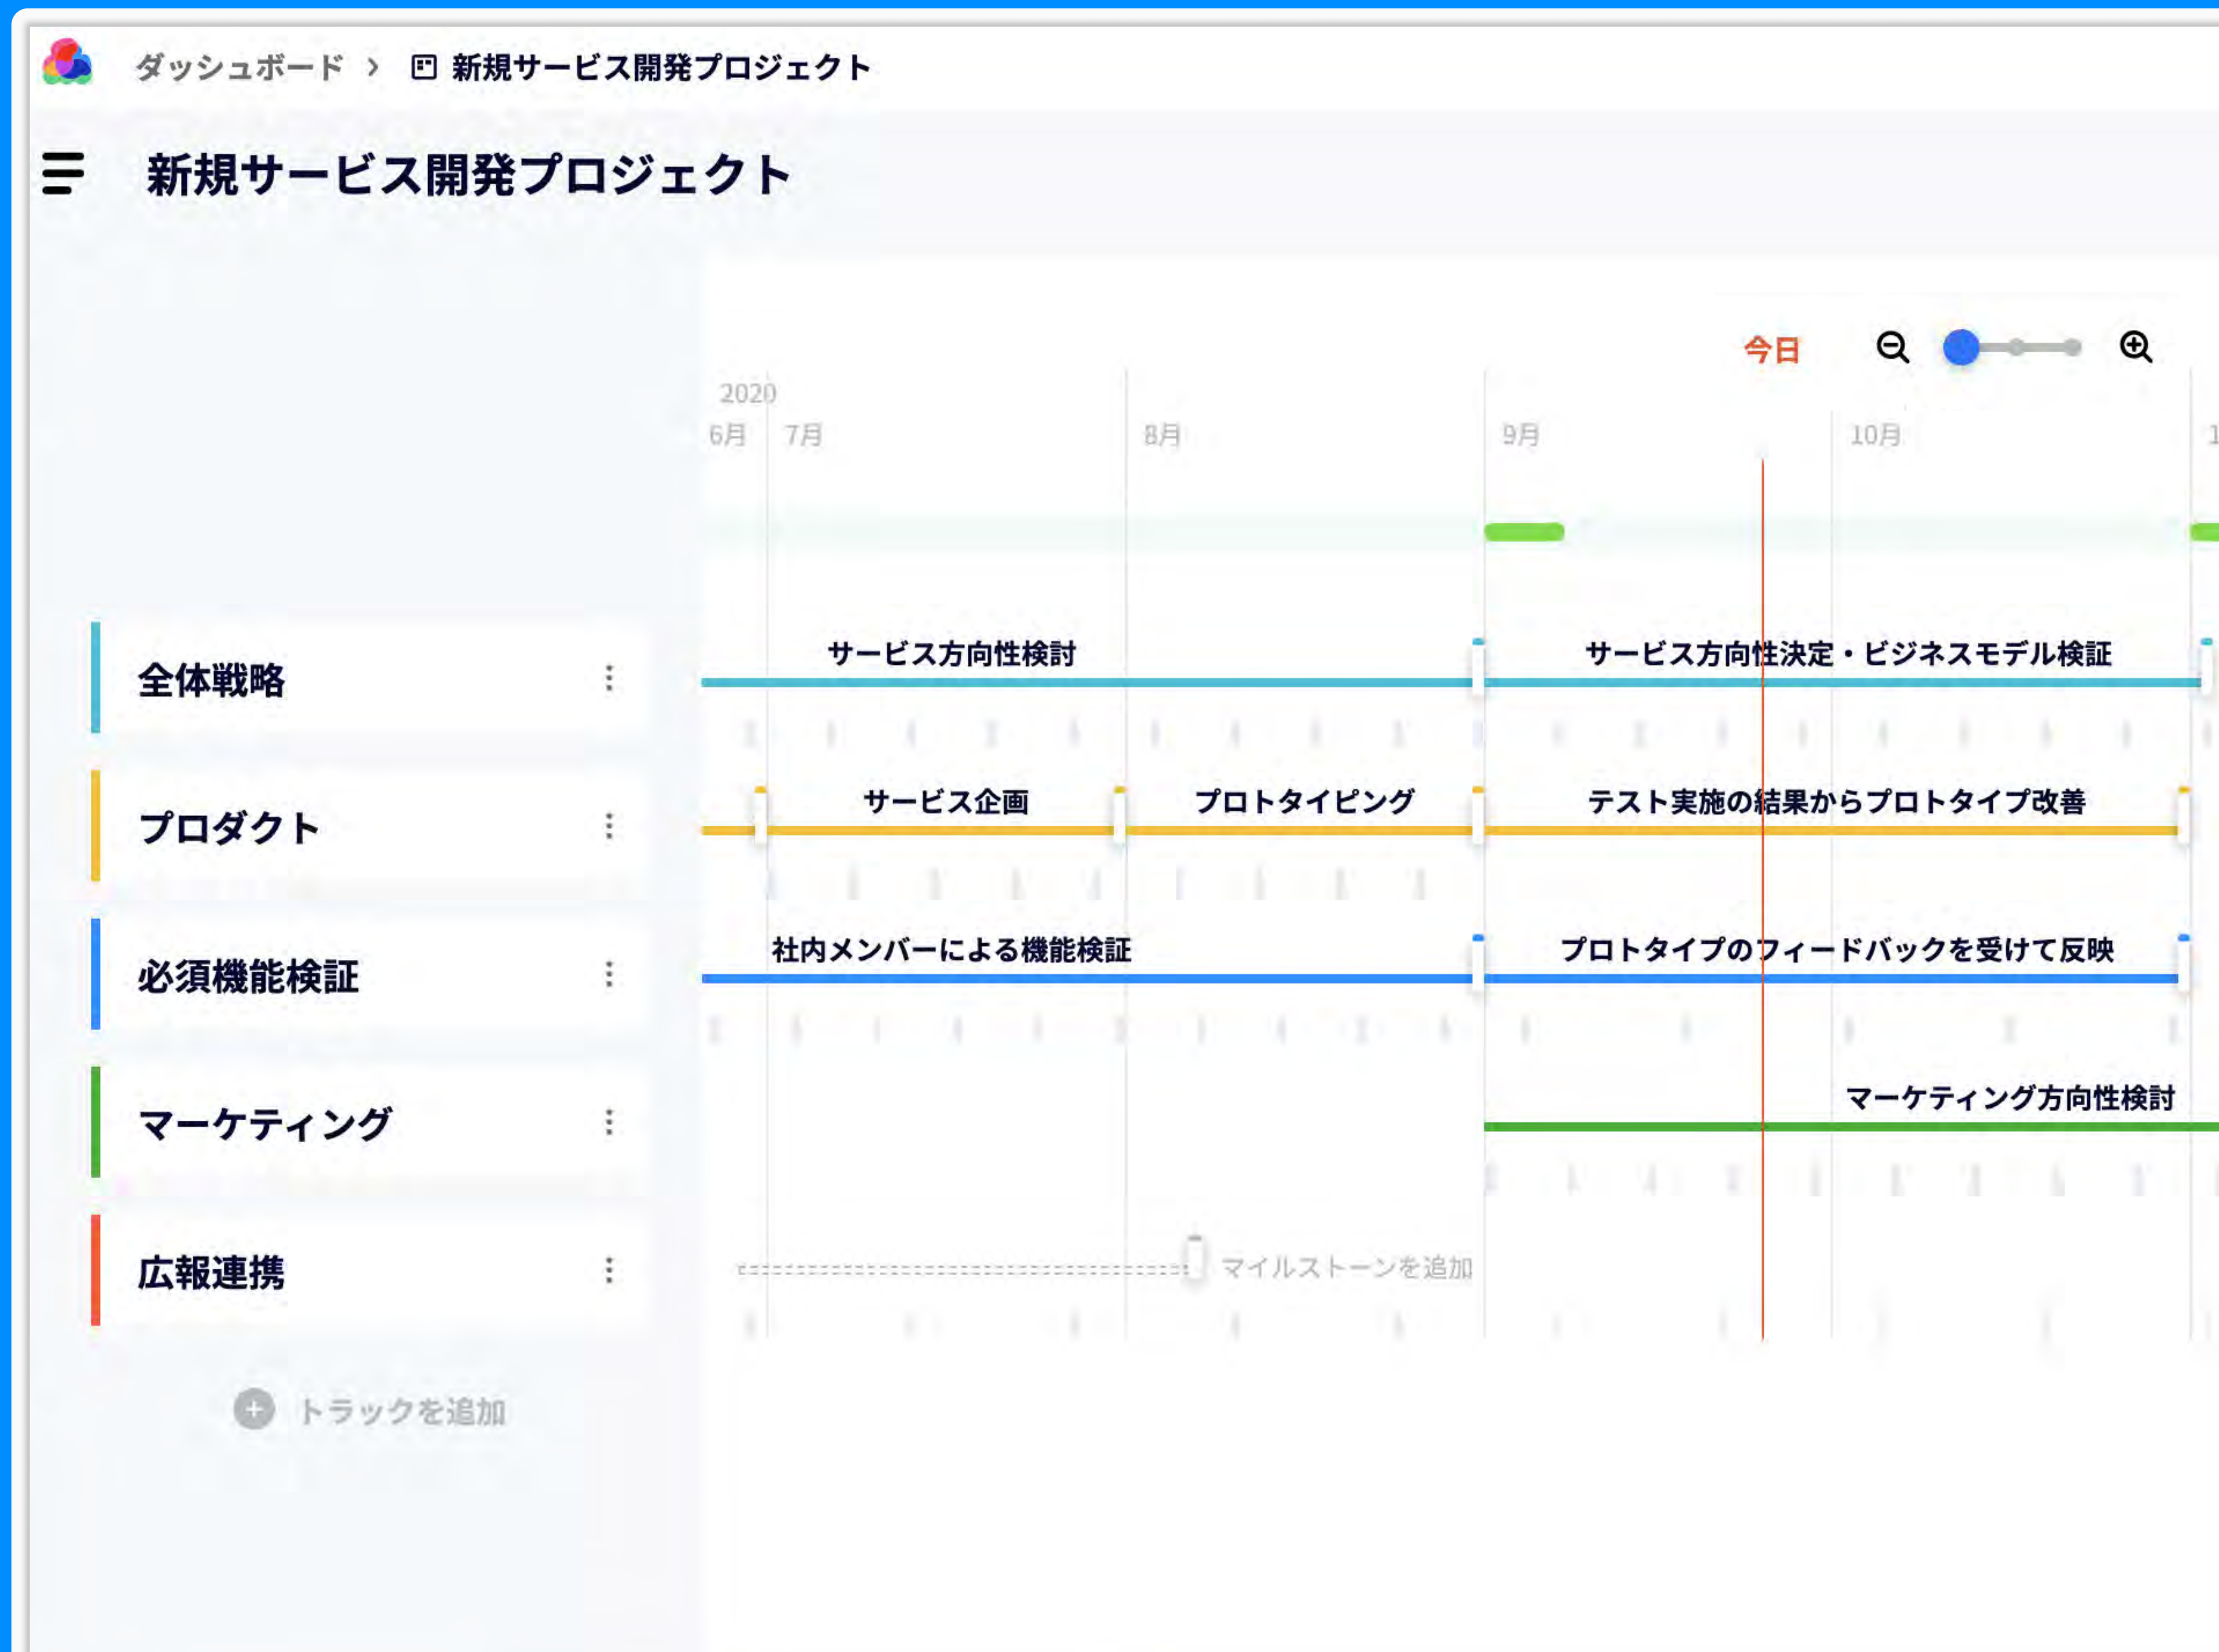 ダッシュボード > 新規サービス開発プロジェクト
新規サービス開発プロジェクト
今日
2020
6月 7月 8月 9月 10月
サービス方向性検討 サービス方向性決定・ビジネスモデル検証
全体戦略
サービス企画 プロトタイピング テスト実施の結果からプロトタイプ改善
プロダクト
社内メンバーによる機能検証 プロトタイプのフィードバックを受けて反映
必須機能検証
マーケティング方向性検討
マーケティング
広報連携 マイルストーンを追加
トラックを追加